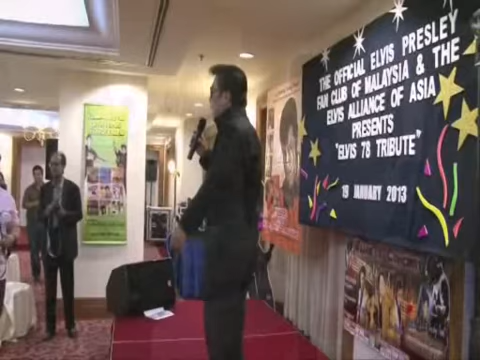 THE OFFICIAL ELVIS PRESLEY
FAN CLUB OF MALAYSIA & THE
ELVIS ALLIANCE OF ASIA
PRESENTS
"ELVIS 78 TRIBUTE"
19 JANUARY 2013